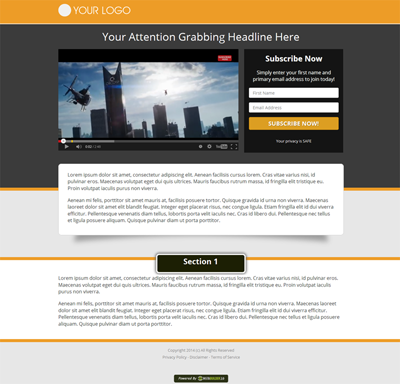 YOUR LOGO
Your Attention Grabbing Headline Here
Subscribe Now
Simply enter your first name and
primary email address to join today!
First Name
Email Address
SUBSCRIBE NOW!
Your privacy is SAFE
Lorem ipsum dolor sit amet, consectetur adipiscing elit. Aenean facilisis cursus lorem. Cras varius nisi, id
pulvinar eros. Maecenas volutpat eget dui quis ultrices. Mauris faucibus rutrum massa, id fringilla elit tristique eu.
Proin volutpat iaculis purus non viverra.
Aenean mi felis, porttitor sit amet mauris at, facilisis posuere tortor. Quisque gravida id urna non viverra. Maecenas
laoreet dolor sit amet elit blandit finibus. Integer eget placerat risus, nec congue ligula. Etiam fringilla elit id dui viverra
efficitur. Pellentesque venenatis diam tellus, lobortis porta velit iaculis nec. Cras id libero dui. Pellentesque et tellus
at ligula posuere aliquam. Vivamus ut porta diam, ut porta porttitor.
Section 1
Lorem ipsum dolor sit amet, consectetur adipiscing elit. Aenean facilisis cursus lorem. Cras varius nisi, id pulvinar eros.
Maecenas volutpat eget dui quis ultrices. Mauris faucibus rutrum massa, id fringilla elit tristique eu. Proin volutpat iaculis
purus non viverra.
Aenean mi felis, porttitor sit amet mauris at, facilisis posuere tortor. Quisque gravida id urna non viverra. Maecenas laoreet
dolor sit amet elit blandit finibus. Integer eget placerat risus, nec congue ligula. Etiam fringilla elit id dui viverra efficitur.
Pellentesque venenatis diam tellus, lobortis porta velit iaculis nec. Cras id libero dui. Pellentesque et tellus at ligula posuere
aliquam. Vivamus ut porta diam, ut porta porttitor.
Copyright 2014 (c) All Rights Reserved
Privacy Policy - Disclaimer - Terms of Service
Powered By